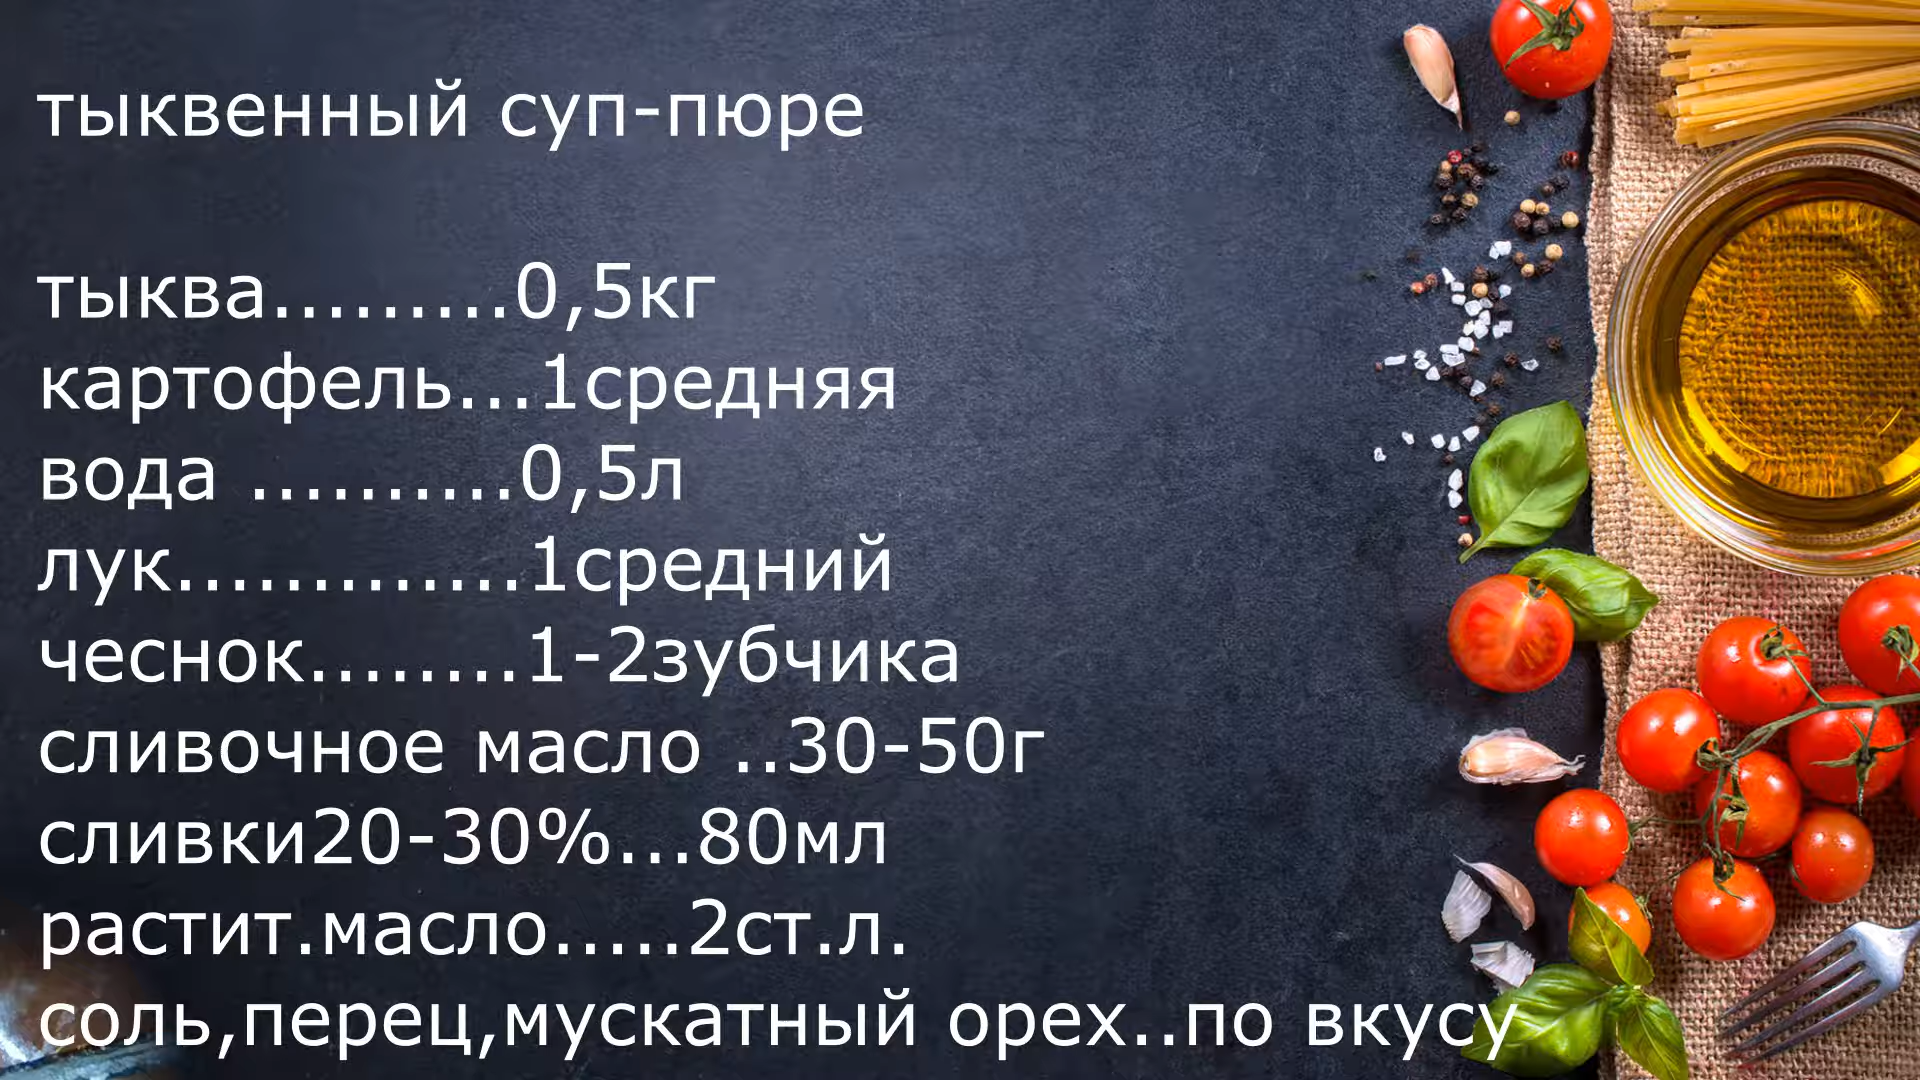 тыквенный суп-пюре
тыква.........0,5кг
картофель...1средняя
вода ..........0,5л
лук.............1средний
чеснок........1-2зубчика
сливочное масло ..30-50г
сливки20-30%...80мл
растит.масло.....2ст.л.
соль,перец,мускатный орех..по вкусу